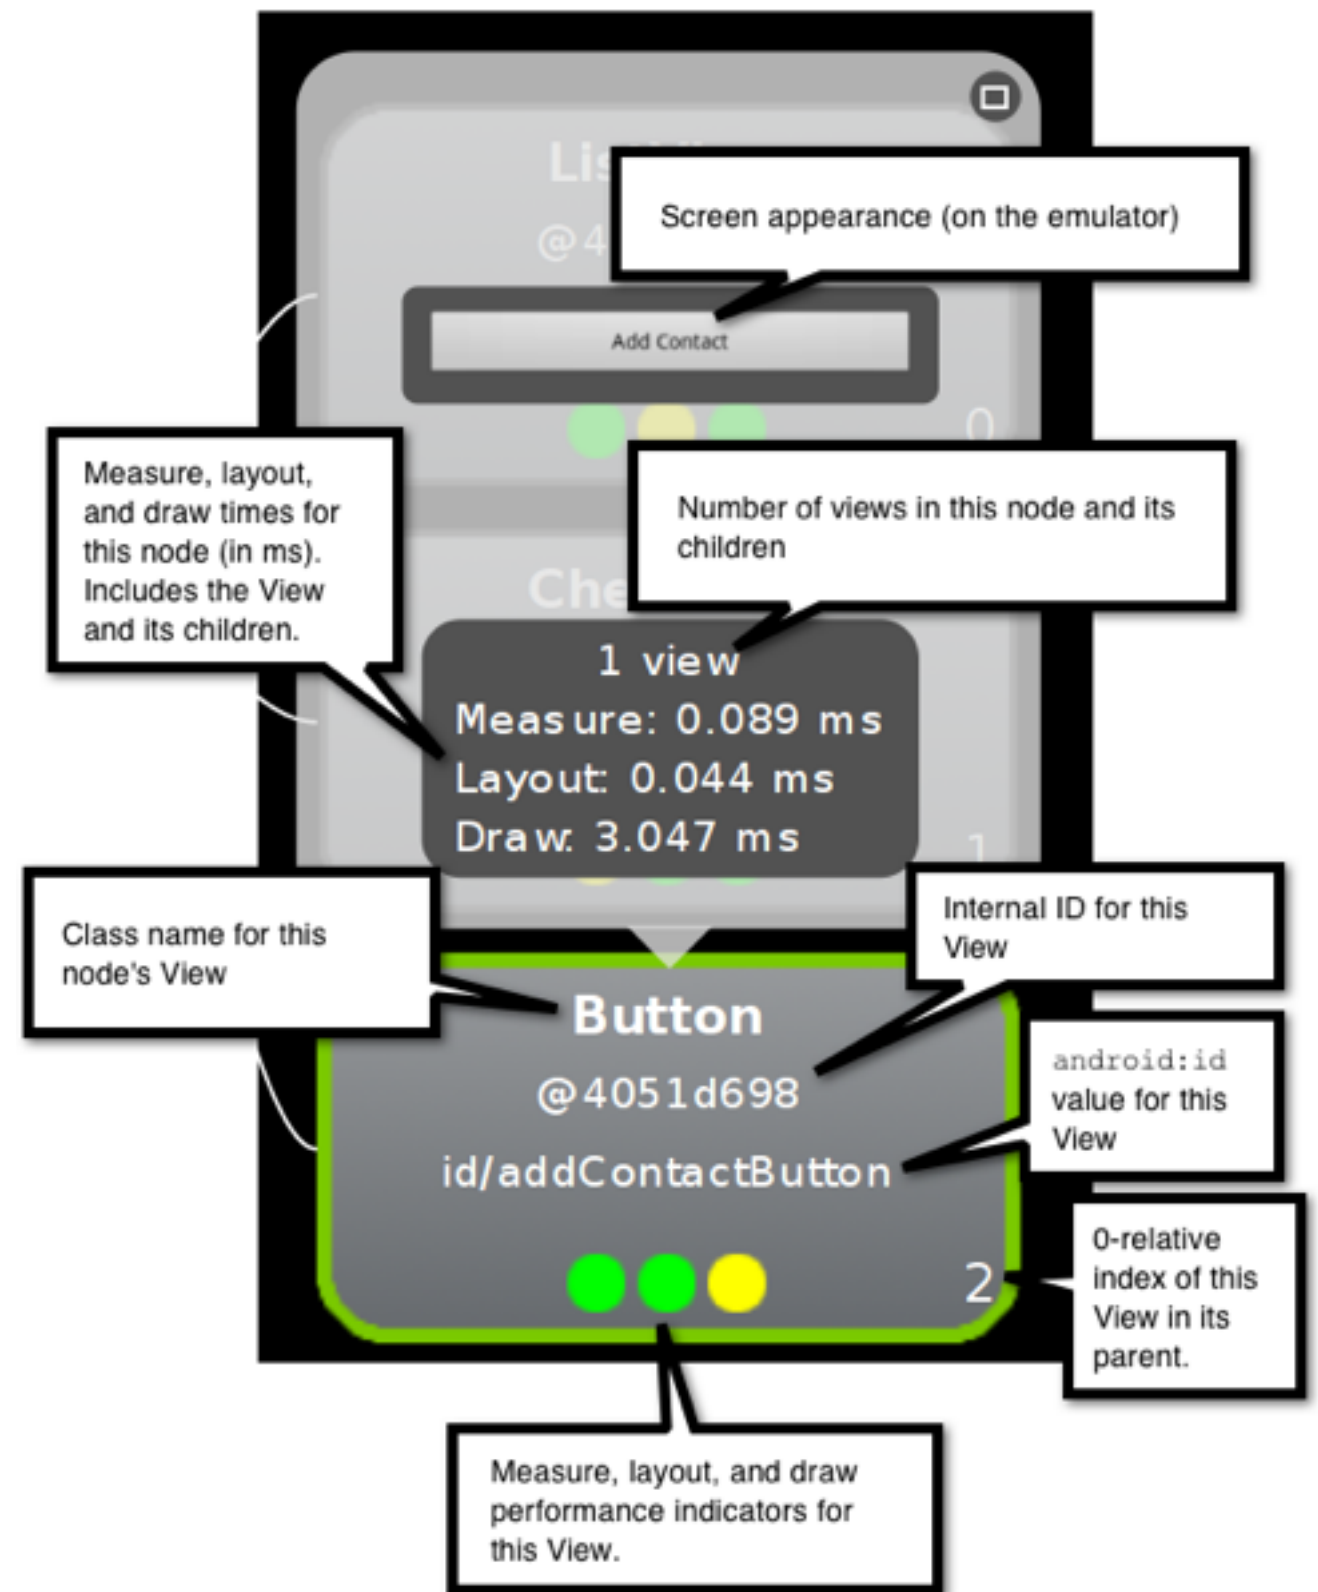 Screen appearance (on the emulator)
Add Contact
0
Measure, layout,
and draw times for
this node (in ms).
Includes the View
and its children.
Number of views in this node and its
children
1 view
Measure: 0.089 ms
Layout: 0.044 ms
Draw: 3.047 ms
1
Class name for this
node's View
Internal ID for this
View
Button
@4051d698
android:id
value for this
View
id/addContactButton
0-relative
index of this
View in its
parent.
2
Measure, layout, and draw
performance indicators for
this View.